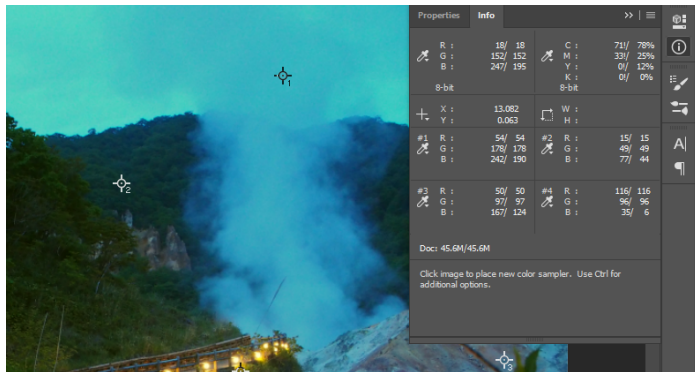 Properties Info
R : 18/ 18 C : 71!/ 78%
G : 152/ 152 M : 33!/ 25%
B : 247/ 195 Y : 0!/ 12%
K : 0!/ 0%
8-bit 8-bit
X : 13.082 W :
Y : 0.063 H :
#1 R : 54/ 54 #2 R : 15/ 15
G : 178/ 178 G : 49/ 49
B : 242/ 190 B : 77/ 44
#3 R : 50/ 50 #4 R : 116/ 116
G : 97/ 97 G : 96/ 96
B : 167/ 124 B : 35/ 6
Doc: 45.6M/45.6M
Click image to place new color sampler. Use Ctrl for
additional options.
1
2
3
A